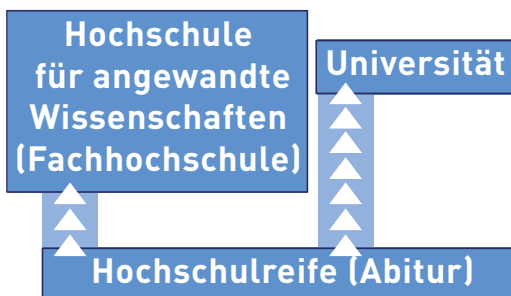 Hochschule
für angewandte
Wissenschaften
(Fachhochschule)
Universität
Hochschulreife (Abitur)